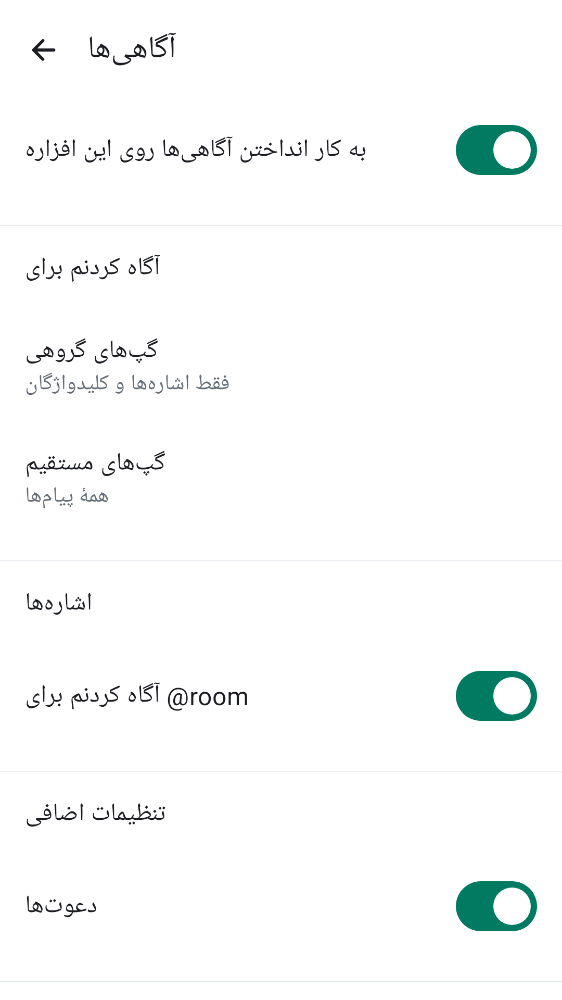 آگاهی‌ها
به کار انداختن آگاهی‌ها روی این افزاره
آگاه کردنم برای
گپ‌های گروهی
فقط اشاره‌ها و کلیدواژگان
گپ‌های مستقیم
همهٔ پیام‌ها
اشاره‌ها
آگاه کردنم برای @room
تنظیمات اضافی
دعوت‌ها